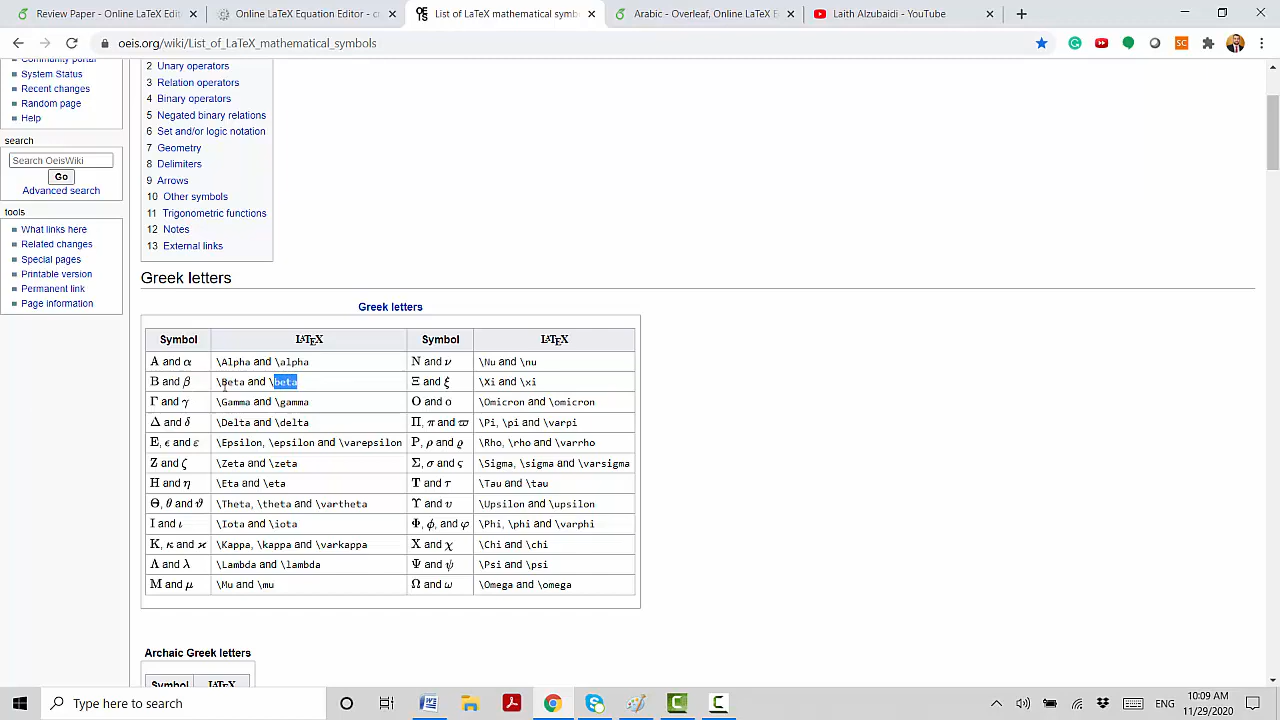 Review Paper - Online LaTeX Edit
Online LaTeX Equation Editor - c
List of LaTeX mathematical symb
Arabic - Overleaf, Online LaTeX E
Laith Alzubaidi - YouTube
oeis.org/wiki/List_of_LaTeX_mathematical_symbols
Community portal
System Status
Recent changes
Random page
Help
search
Search OeisWiki
Go
Advanced search
tools
What links here
Related changes
Special pages
Printable version
Permanent link
Page information
2 Unary operators
3 Relation operators
4 Binary operators
5 Negated binary relations
6 Set and/or logic notation
7 Geometry
8 Delimiters
9 Arrows
10 Other symbols
11 Trigonometric functions
12 Notes
13 External links
Greek letters
Greek letters
Symbol LATEX Symbol LATEX
Α and α \Alpha and \alpha Ν and ν \Nu and \nu
Β and β \Beta and \beta Ξ and ξ \Xi and \xi
Γ and γ \Gamma and \gamma Ο and ο \Omicron and \omicron
Δ and δ \Delta and \delta Π, π and ϖ \Pi, \pi and \varpi
Ε, ϵ and ε \Epsilon, \epsilon and \varepsilon Ρ, ρ and ϱ \Rho, \rho and \varrho
Ζ and ζ \Zeta and \zeta Σ, σ and ς \Sigma, \sigma and \varsigma
Η and η \Eta and \eta Τ and τ \Tau and \tau
Θ, θ and ϑ \Theta, \theta and \vartheta ϒ and υ \Upsilon and \upsilon
Ι and ι \Iota and \iota Φ, ϕ, and φ \Phi, \phi and \varphi
Κ, κ and ϰ \Kappa, \kappa and \varkappa Χ and χ \Chi and \chi
Λ and λ \Lambda and \lambda Ψ and ψ \Psi and \psi
Μ and μ \Mu and \mu Ω and ω \Omega and \omega
Archaic Greek letters
Symbol LATEX
Type here to search
ENG
10:09 AM
11/29/2020